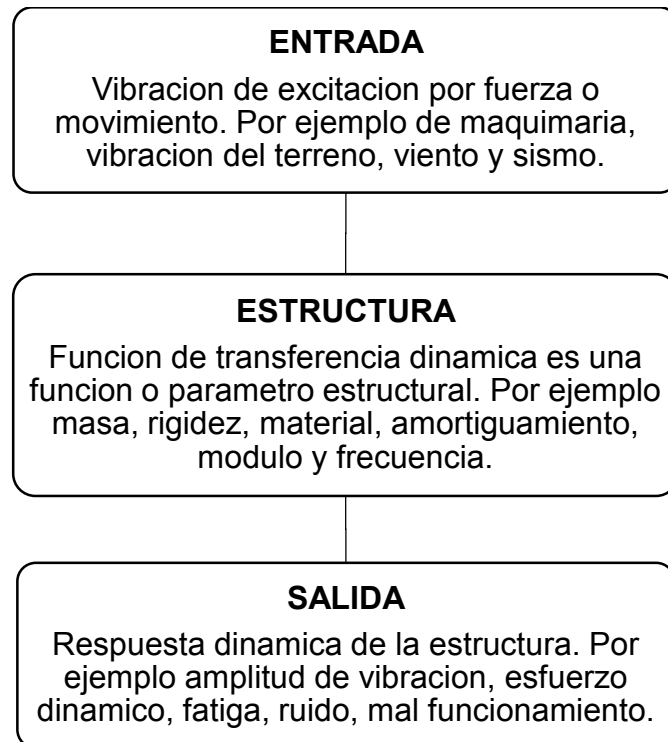 ENTRADA
Vibracion de excitacion por fuerza o
movimiento. Por ejemplo de maquimaria,
vibracion del terreno, viento y sismo.
ESTRUCTURA
Funcion de transferencia dinamica es una
funcion o parametro estructural. Por ejemplo
masa, rigidez, material, amortiguamiento,
modulo y frecuencia.
SALIDA
Respuesta dinamica de la estructura. Por
ejemplo amplitud de vibracion, esfuerzo
dinamico, fatiga, ruido, mal funcionamiento.